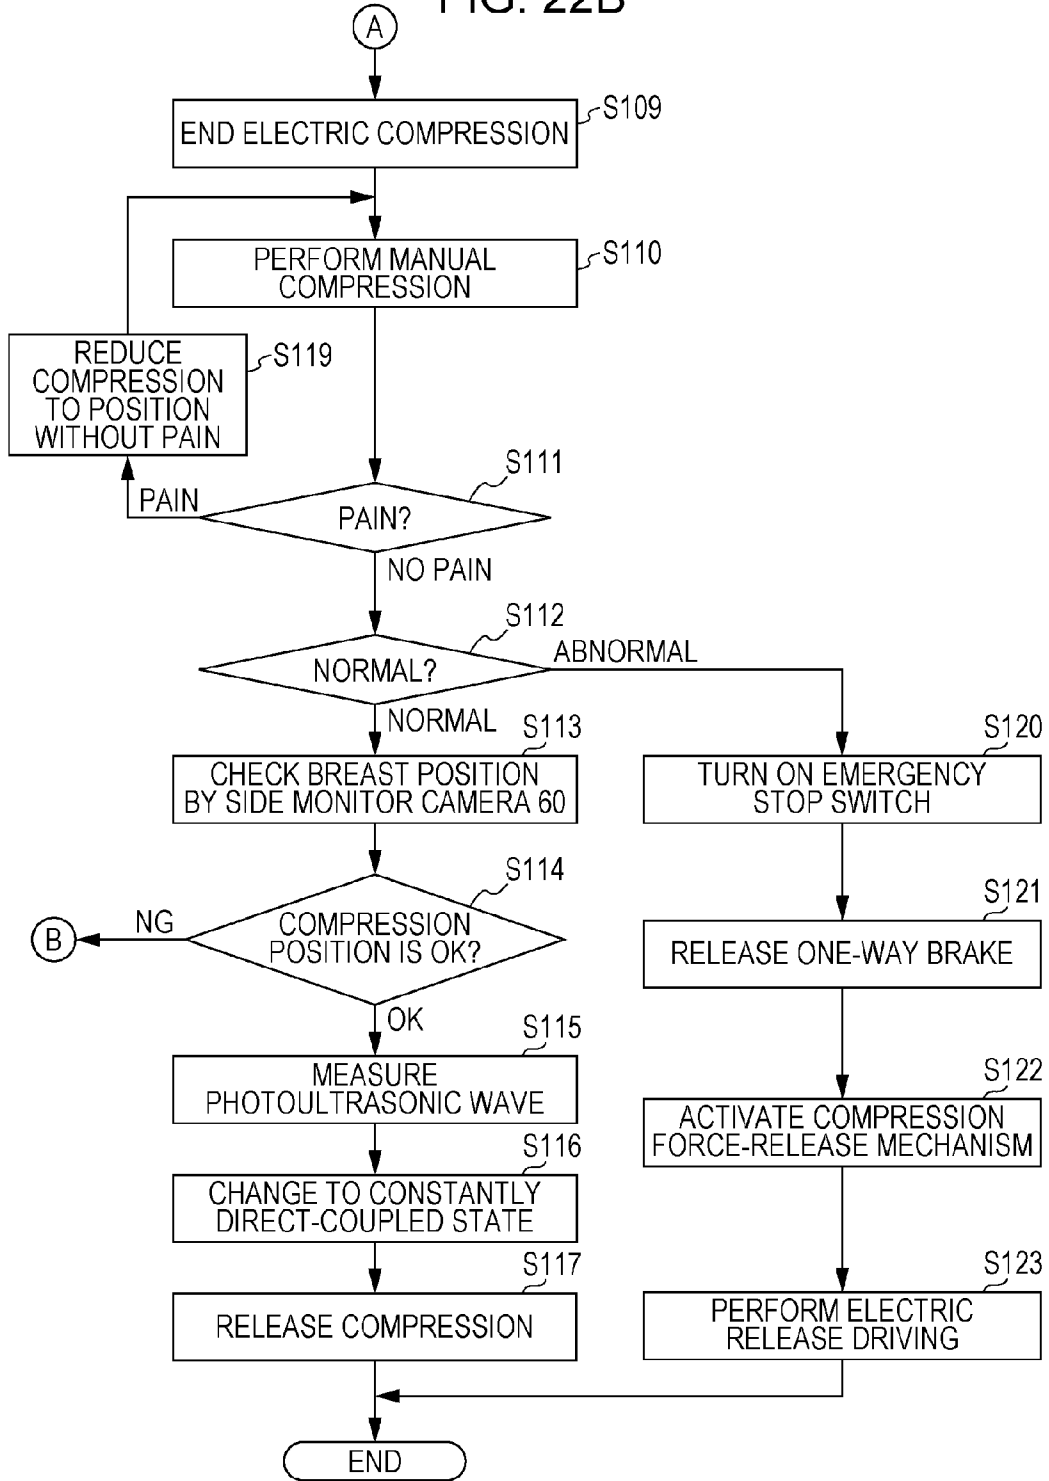 FIG. 22B
A
END ELECTRIC COMPRESSION
S109
PERFORM MANUAL
COMPRESSION
S110
REDUCE
COMPRESSION
TO POSITION
WITHOUT PAIN
S119
S111
PAIN
PAIN?
NO PAIN
S112
NORMAL?
ABNORMAL
NORMAL
S113
CHECK BREAST POSITION
BY SIDE MONITOR CAMERA 60
S120
TURN ON EMERGENCY
STOP SWITCH
S114
COMPRESSION
POSITION IS OK?
NG
B
OK
S121
RELEASE ONE-WAY BRAKE
S115
MEASURE
PHOTOULTRASONIC WAVE
S122
ACTIVATE COMPRESSION
FORCE-RELEASE MECHANISM
S116
CHANGE TO CONSTANTLY
DIRECT-COUPLED STATE
S117
RELEASE COMPRESSION
S123
PERFORM ELECTRIC
RELEASE DRIVING
END